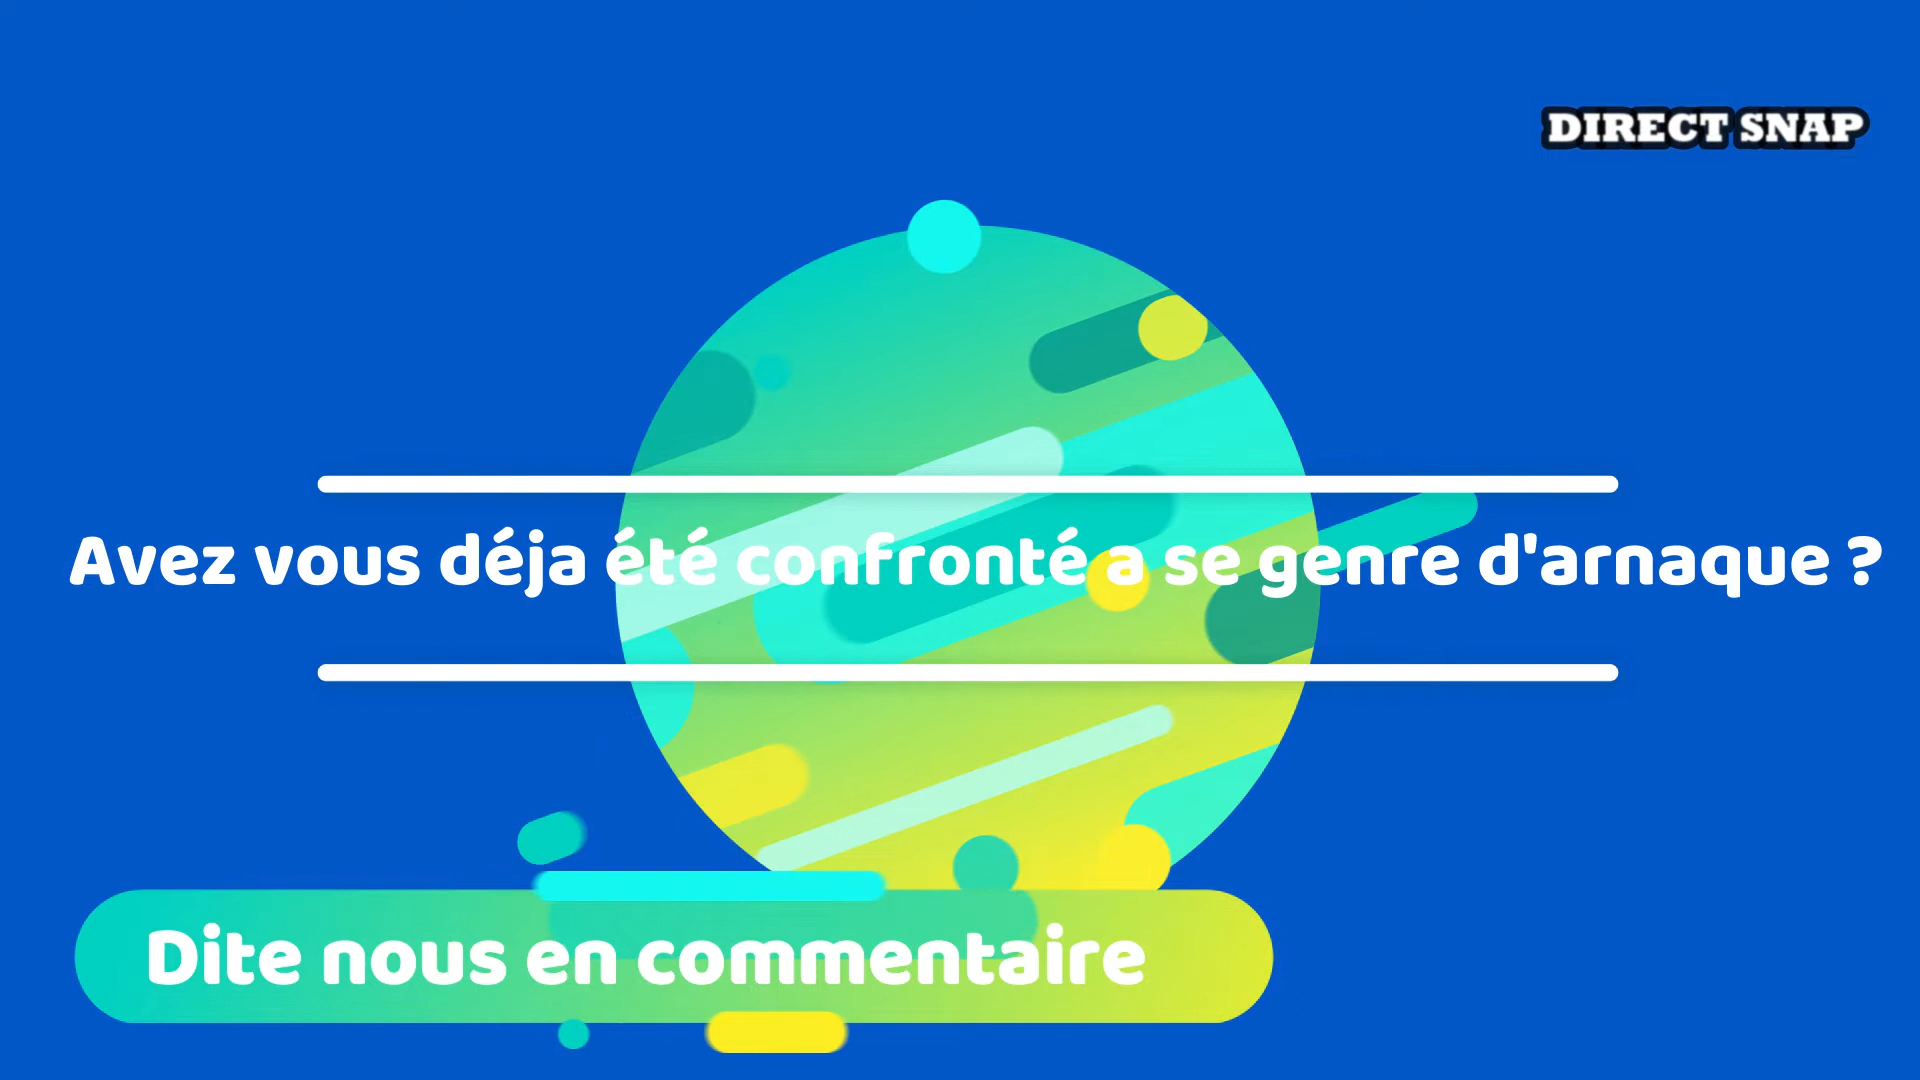 DIRECT SNAP
Avez vous déja été confronté a se genre d'arnaque ?
Dite nous en commentaire